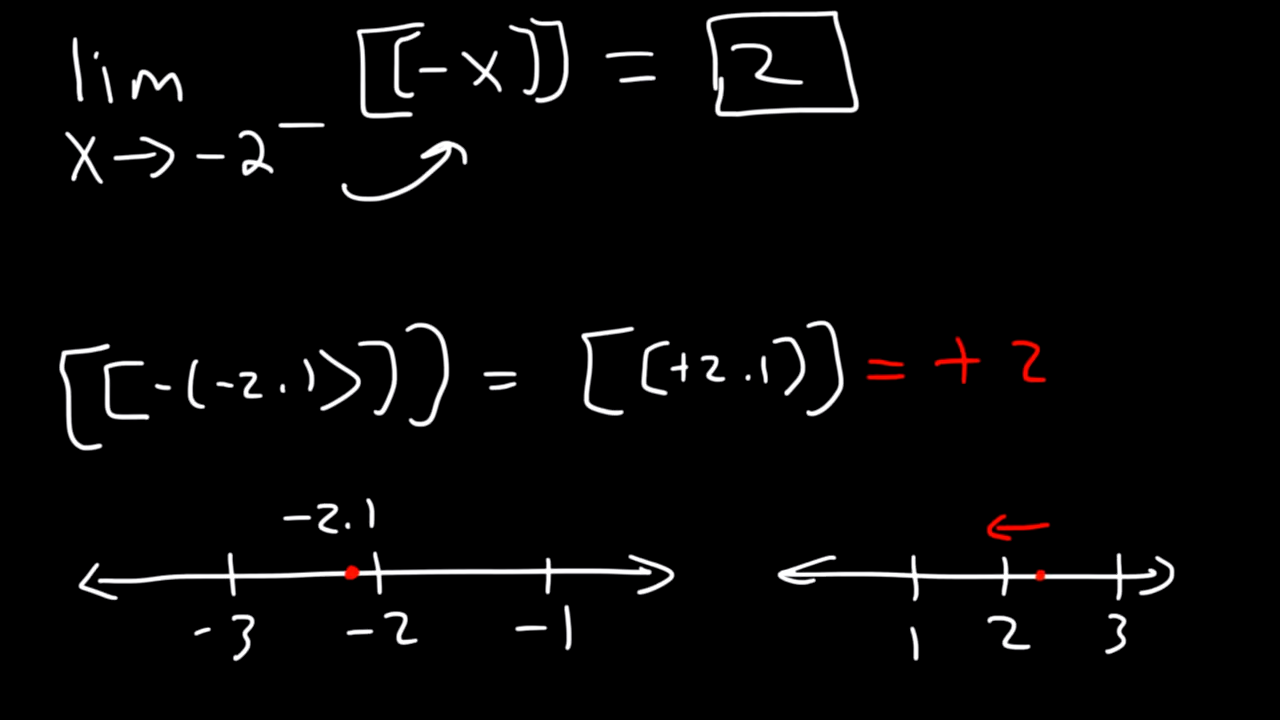 lim [[-x]] = 2
x→-2⁻
[[-(-2.1)]] = [[+2.1]] = +2
-2.1
-3 -2 -1 1 2 3